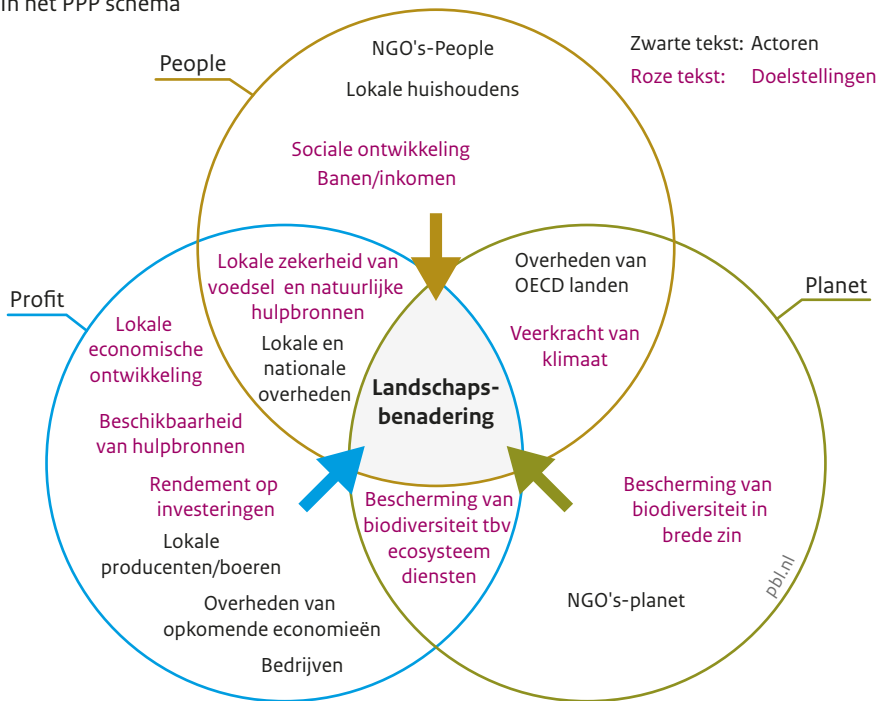 in het PPP schema
People
NGO's-People
Lokale huishoudens
Zwarte tekst: Actoren
Roze tekst: Doelstellingen
Sociale ontwikkeling
Banen/inkomen
Profit
Lokale zekerheid van
voedsel en natuurlijke
hulpbronnen
Lokale en
nationale
overheden
Overheden van
OECD landen
Veerkracht van
klimaat
Planet
Lokale
economische
ontwikkeling
Landschaps-
benadering
Beschikbaarheid
van hulpbronnen
Rendement op
investeringen
Bescherming van
biodiversiteit tbv
ecosysteem
diensten
Bescherming van
biodiversiteit in
brede zin
Lokale
producenten/boeren
Overheden van
opkomende economieën
Bedrijven
NGO's-planet
pbl.nl